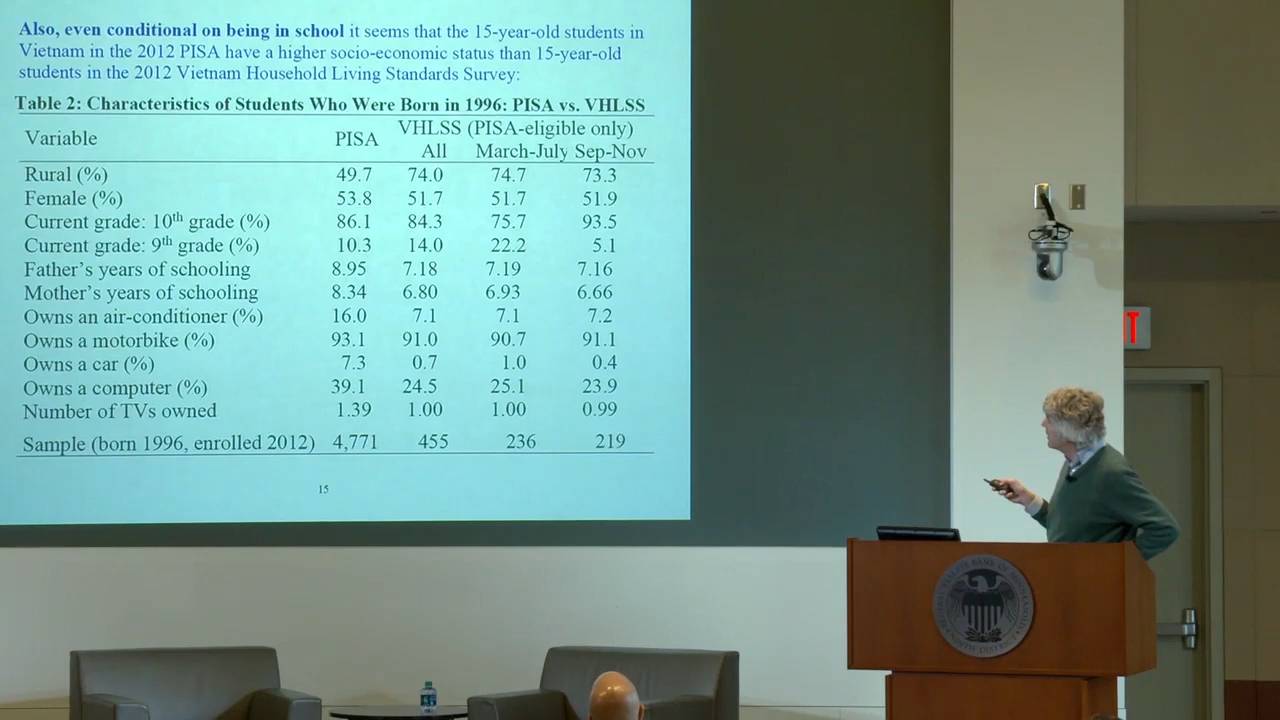 Also, even conditional on being in school it seems that the 15-year-old students in
Vietnam in the 2012 PISA have a higher socio-economic status than 15-year-old
students in the 2012 Vietnam Household Living Standards Survey:
Table 2: Characteristics of Students Who Were Born in 1996: PISA vs. VHLSS
Variable PISA VHLSS (PISA-eligible only)
All March-July Sep-Nov
Rural (%) 49.7 74.0 74.7 73.3
Female (%) 53.8 51.7 51.7 51.9
Current grade: 10th grade (%) 86.1 84.3 75.7 93.5
Current grade: 9th grade (%) 10.3 14.0 22.2 5.1
Father's years of schooling 8.95 7.18 7.19 7.16
Mother's years of schooling 8.34 6.80 6.93 6.66
Owns an air-conditioner (%) 16.0 7.1 7.1 7.2
Owns a motorbike (%) 93.1 91.0 90.7 91.1
Owns a car (%) 7.3 0.7 1.0 0.4
Owns a computer (%) 39.1 24.5 25.1 23.9
Number of TVs owned 1.39 1.00 1.00 0.99
Sample (born 1996, enrolled 2012) 4,771 455 236 219
15
IT